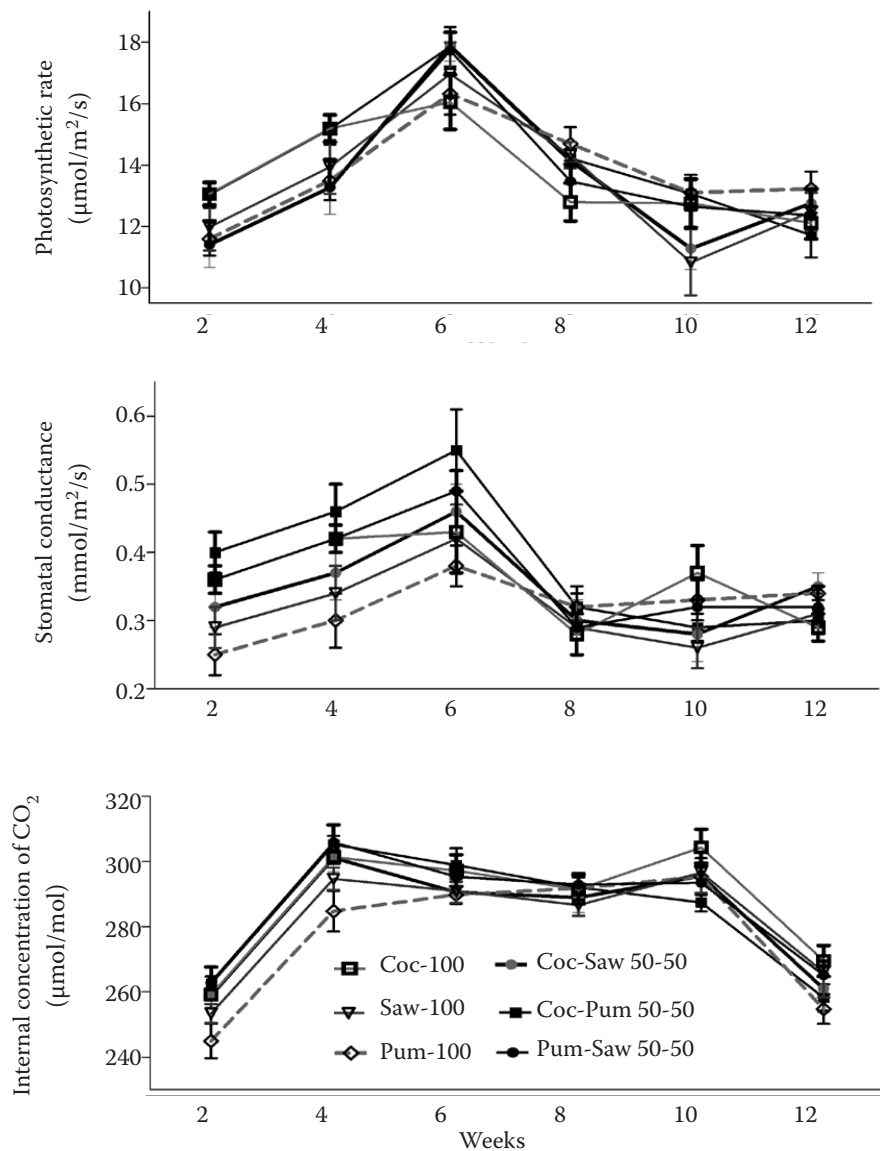 Photosynthetic rate
(µmol/m²/s)
18
16
14
12
10
2 4 6 8 10 12
Stomatal conductance
(mmol/m²/s)
0.6
0.5
0.4
0.3
0.2
2 4 6 8 10 12
Internal concentration of CO₂
(µmol/mol)
320
300
280
260
240
Coc-100
Saw-100
Pum-100
Coc-Saw 50-50
Coc-Pum 50-50
Pum-Saw 50-50
2 4 6 8 10 12
Weeks